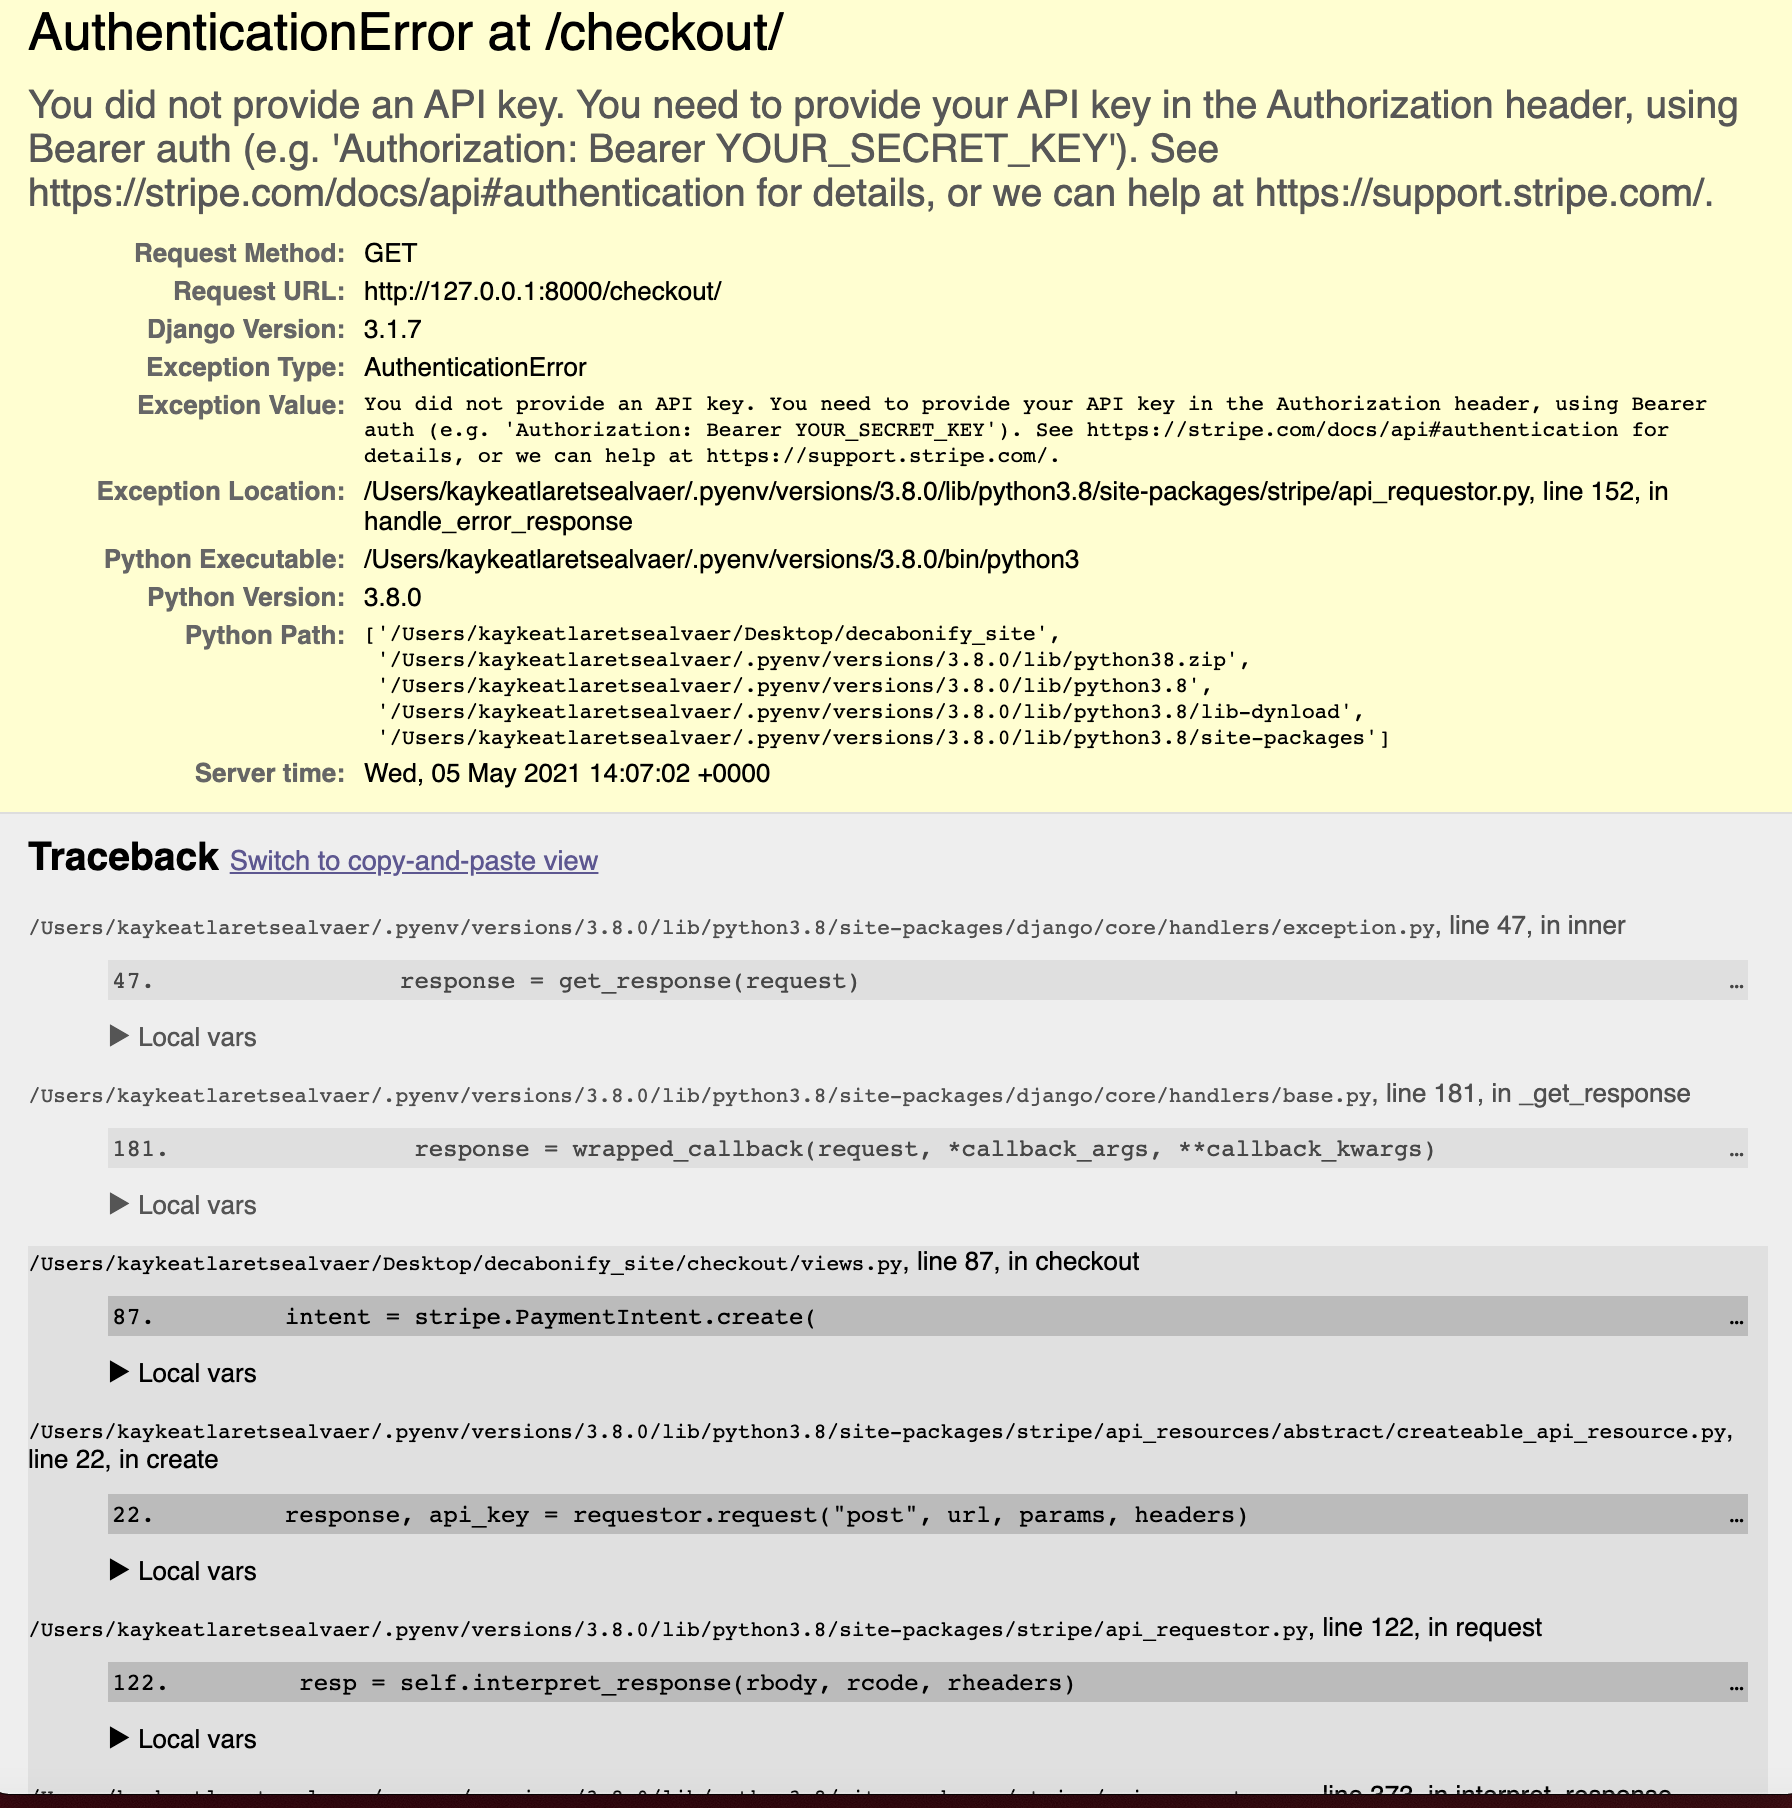 AuthenticationError at /checkout/
You did not provide an API key. You need to provide your API key in the Authorization header, using
Bearer auth (e.g. 'Authorization: Bearer YOUR_SECRET_KEY'). See
https://stripe.com/docs/api#authentication for details, or we can help at https://support.stripe.com/.
Request Method: GET
Request URL: http://127.0.0.1:8000/checkout/
Django Version: 3.1.7
Exception Type: AuthenticationError
Exception Value: You did not provide an API key. You need to provide your API key in the Authorization header, using Bearer
auth (e.g. 'Authorization: Bearer YOUR_SECRET_KEY'). See https://stripe.com/docs/api#authentication for
details, or we can help at https://support.stripe.com/.
Exception Location: /Users/kaykeatlaretsealvaer/.pyenv/versions/3.8.0/lib/python3.8/site-packages/stripe/api_requestor.py, line 152, in
handle_error_response
Python Executable: /Users/kaykeatlaretsealvaer/.pyenv/versions/3.8.0/bin/python3
Python Version: 3.8.0
Python Path: ['/Users/kaykeatlaretsealvaer/Desktop/decabonify_site',
'/Users/kaykeatlaretsealvaer/.pyenv/versions/3.8.0/lib/python38.zip',
'/Users/kaykeatlaretsealvaer/.pyenv/versions/3.8.0/lib/python3.8',
'/Users/kaykeatlaretsealvaer/.pyenv/versions/3.8.0/lib/python3.8/lib-dynload',
'/Users/kaykeatlaretsealvaer/.pyenv/versions/3.8.0/lib/python3.8/site-packages']
Server time: Wed, 05 May 2021 14:07:02 +0000
Traceback Switch to copy-and-paste view
/Users/kaykeatlaretsealvaer/.pyenv/versions/3.8.0/lib/python3.8/site-packages/django/core/handlers/exception.py, line 47, in inner
47. response = get_response(request) …
▶ Local vars
/Users/kaykeatlaretsealvaer/.pyenv/versions/3.8.0/lib/python3.8/site-packages/django/core/handlers/base.py, line 181, in _get_response
181. response = wrapped_callback(request, *callback_args, **callback_kwargs) …
▶ Local vars
/Users/kaykeatlaretsealvaer/Desktop/decabonify_site/checkout/views.py, line 87, in checkout
87. intent = stripe.PaymentIntent.create( …
▶ Local vars
/Users/kaykeatlaretsealvaer/.pyenv/versions/3.8.0/lib/python3.8/site-packages/stripe/api_resources/abstract/createable_api_resource.py,
line 22, in create
22. response, api_key = requestor.request("post", url, params, headers) …
▶ Local vars
/Users/kaykeatlaretsealvaer/.pyenv/versions/3.8.0/lib/python3.8/site-packages/stripe/api_requestor.py, line 122, in request
122. resp = self.interpret_response(rbody, rcode, rheaders) …
▶ Local vars
line 373, in interpret_response